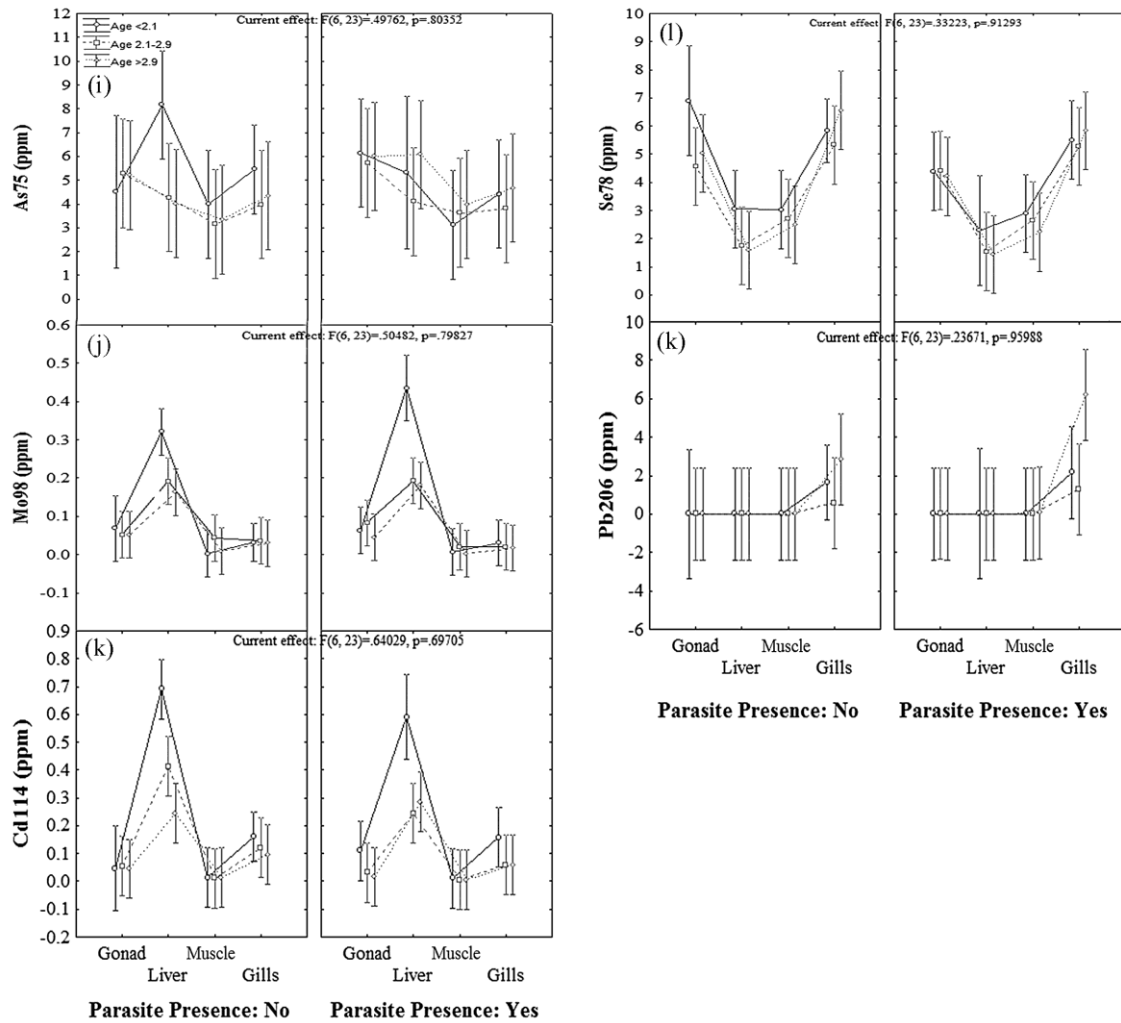 Current effect: F(6, 23)=.49762, p=.80352
Age <2.1
Age 2.1-2.9
Age >2.9
(i)
As75 (ppm)
12
11
10
9
8
7
6
5
4
3
2
1
0
Current effect: F(6, 23)=.50482, p=.79827
(j)
Mo98 (ppm)
0.6
0.5
0.4
0.3
0.2
0.1
0.0
-0.1
Current effect: F(6, 23)=.64029, p=.69705
(k)
Cd114 (ppm)
0.9
0.8
0.7
0.6
0.5
0.4
0.3
0.2
0.1
0.0
-0.1
-0.2
Gonad Muscle
Liver Gills
Gonad Muscle
Liver Gills
Parasite Presence: No Parasite Presence: Yes
Current effect: F(6, 23)=.33223, p=.91293
(l)
Se78 (ppm)
10
9
8
7
6
5
4
3
2
1
0
Current effect: F(6, 23)=.23671, p=.95988
(k)
Pb206 (ppm)
10
8
6
4
2
0
-2
-4
-6
Gonad Muscle
Liver Gills
Gonad Muscle
Liver Gills
Parasite Presence: No Parasite Presence: Yes